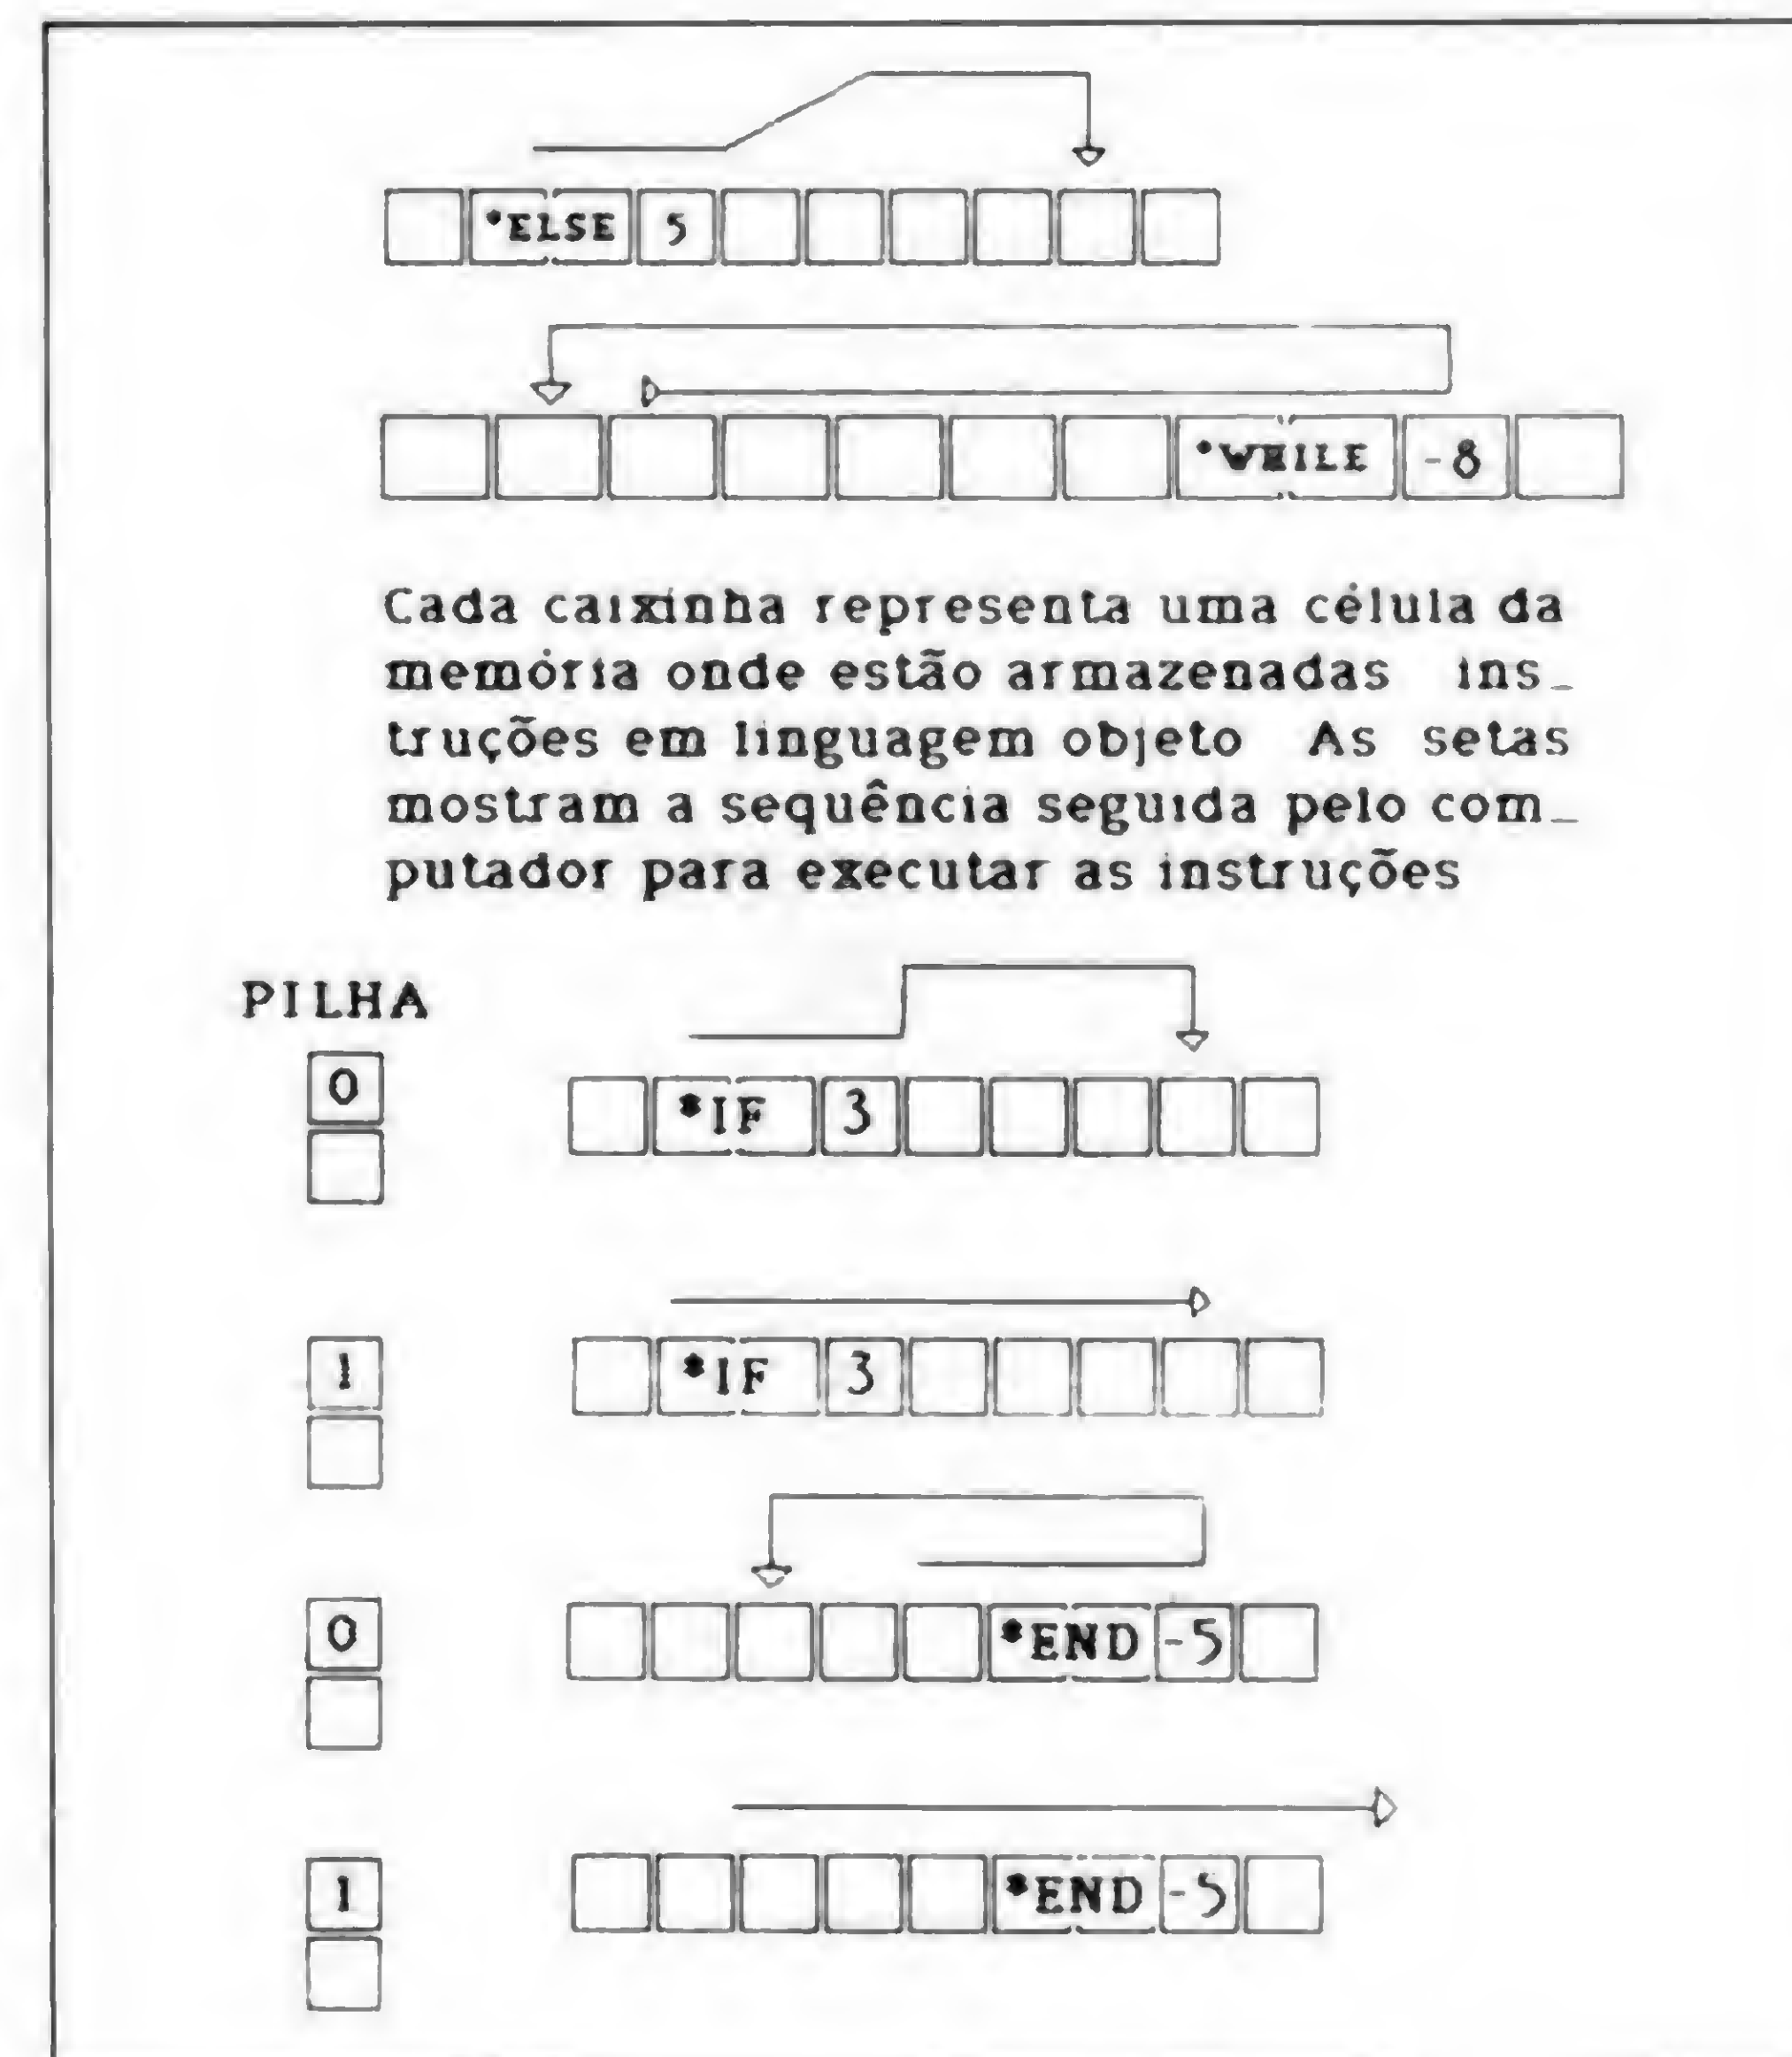 *ELSE 5
*WHILE -8
Cada caixinha representa uma célula da
memória onde estão armazenadas ins_
truções em linguagem objeto As setas
mostram a sequência seguida pelo com_
putador para executar as instruções
PILHA
0
*IF 3
1
*IF 3
0
*END -5
1
*END -5